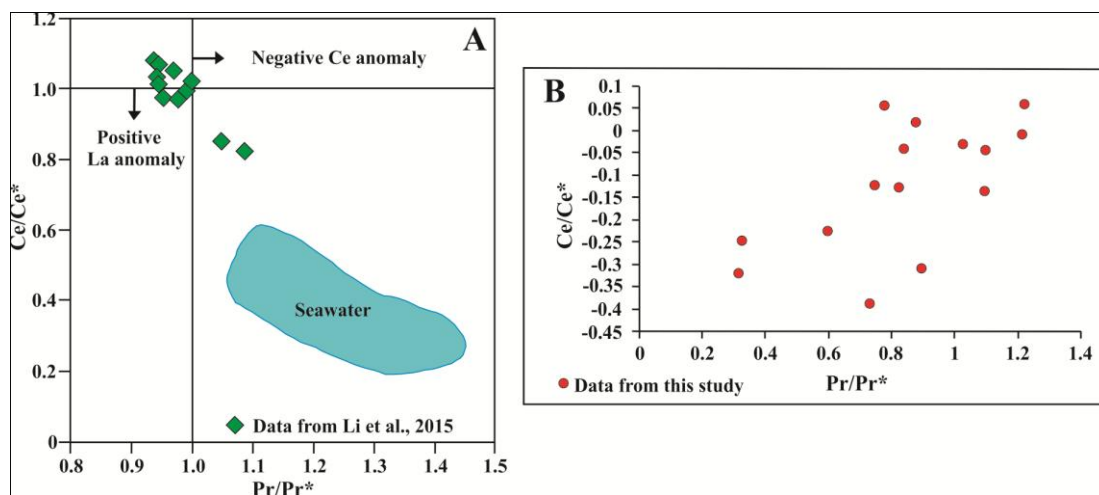 1.2
A
Negative Ce anomaly
1.0
Positive
La anomaly
0.8
Ce/Ce*
0.6
Seawater
0.4
0.2
Data from Li et al., 2015
0
0.8 0.9 1.0 1.1 1.2 1.3 1.4 1.5
Pr/Pr*
B
0.1
0.05
0
-0.05
-0.1
-0.15
-0.2
-0.25
-0.3
-0.35
-0.4
-0.45
Ce/Ce*
0 0.2 0.4 0.6 0.8 1 1.2 1.4
Pr/Pr*
Data from this study